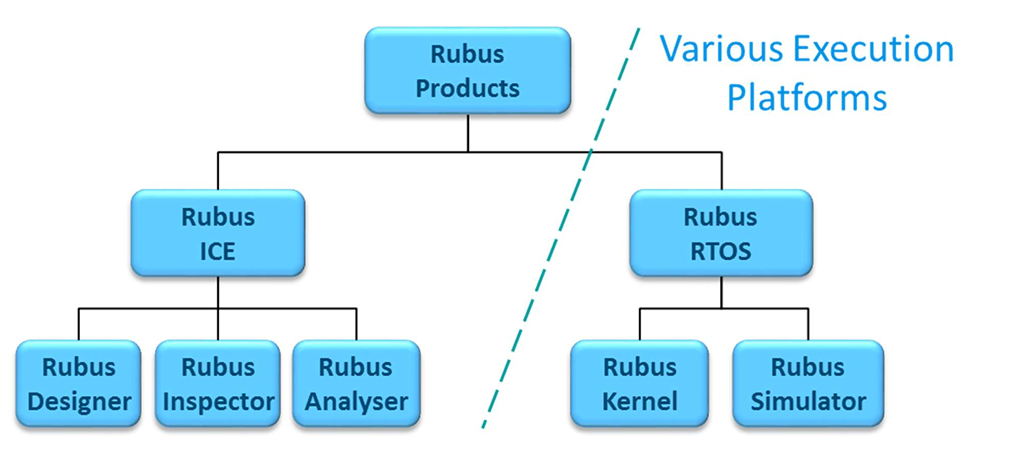 Rubus
Products
Various Execution
Platforms
Rubus
ICE
Rubus
RTOS
Rubus
Designer
Rubus
Inspector
Rubus
Analyser
Rubus
Kernel
Rubus
Simulator